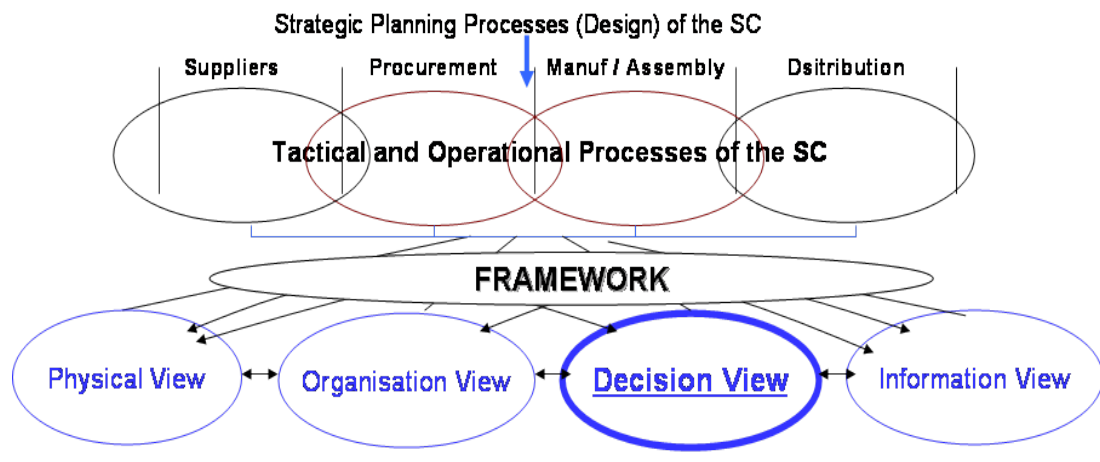 Strategic Planning Processes (Design) of the SC
Suppliers Procurement Manuf / Assembly Dsitribution
Tactical and Operational Processes of the SC
FRAMEWORK
Physical View Organisation View Decision View Information View